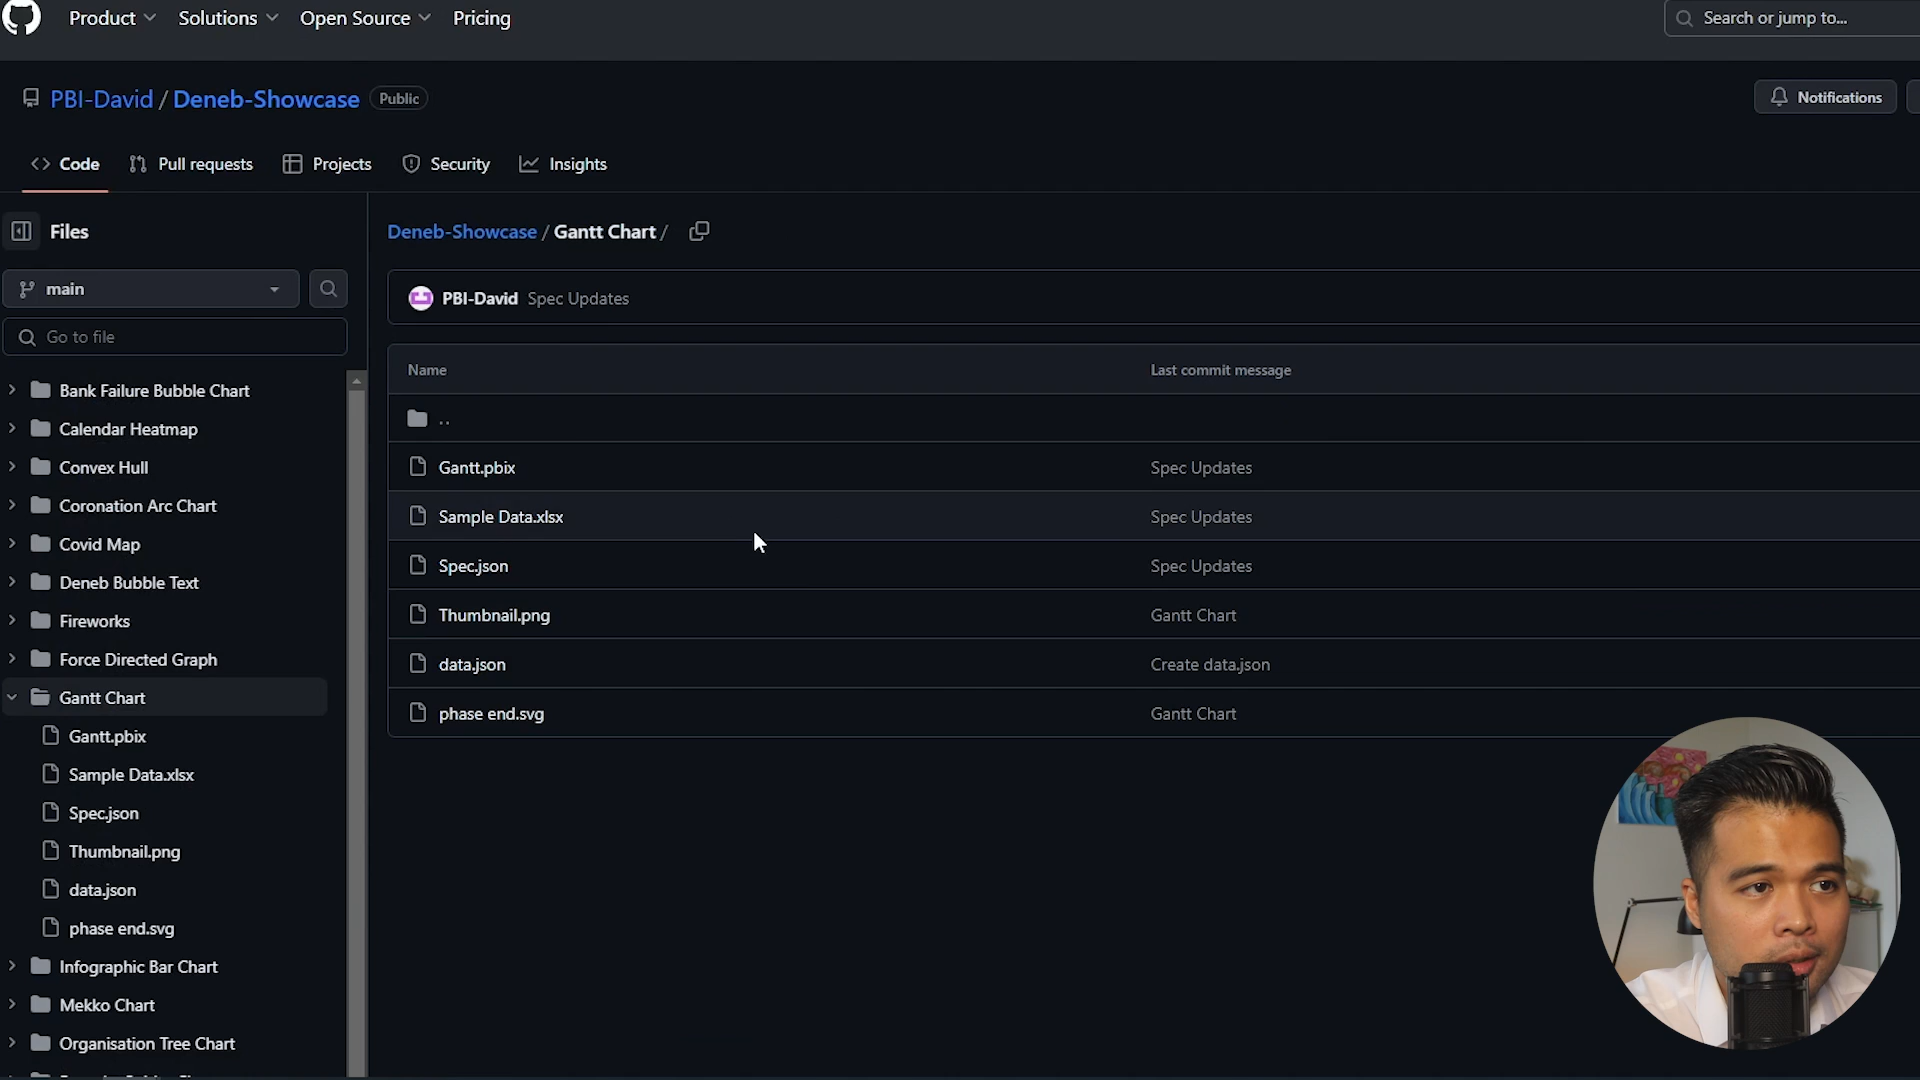 Product Solutions Open Source Pricing
Search or jump to...
PBI-David / Deneb-Showcase Public
Notifications
Code Pull requests Projects Security Insights
Files
main
Go to file
Bank Failure Bubble Chart
Calendar Heatmap
Convex Hull
Coronation Arc Chart
Covid Map
Deneb Bubble Text
Fireworks
Force Directed Graph
Gantt Chart
Gantt.pbix
Sample Data.xlsx
Spec.json
Thumbnail.png
data.json
phase end.svg
Infographic Bar Chart
Mekko Chart
Organisation Tree Chart
Deneb-Showcase / Gantt Chart /
PBI-David Spec Updates
Name Last commit message
..
Gantt.pbix Spec Updates
Sample Data.xlsx Spec Updates
Spec.json Spec Updates
Thumbnail.png Gantt Chart
data.json Create data.json
phase end.svg Gantt Chart